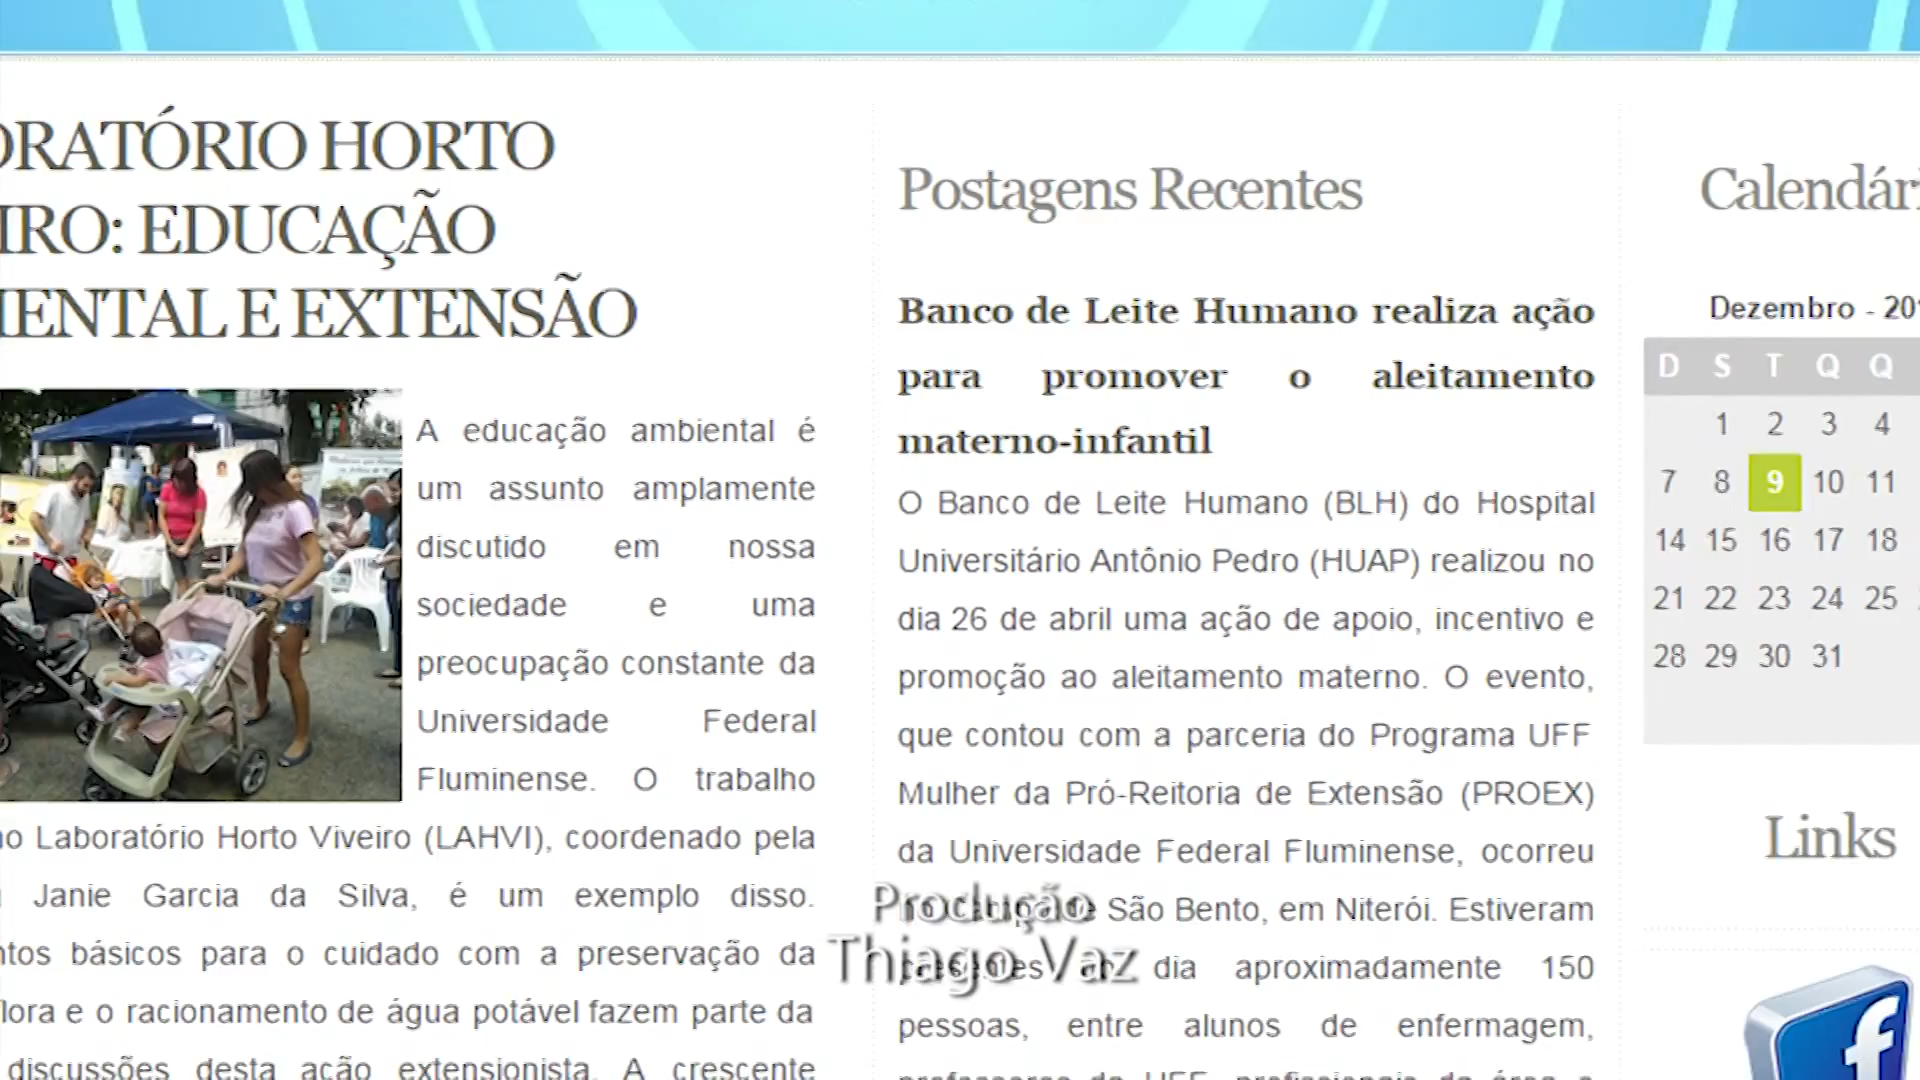 ORATÓRIO HORTO
IRO: EDUCAÇÃO
IENTAL E EXTENSÃO
A educação ambiental é
um assunto amplamente
discutido em nossa
sociedade e uma
preocupação constante da
Universidade Federal
Fluminense. O trabalho
no Laboratório Horto Viveiro (LAHVI), coordenado pela
Janie Garcia da Silva, é um exemplo disso.
ntos básicos para o cuidado com a preservação da
flora e o racionamento de água potável fazem parte da
discussões desta ação extensionista. A crescente
Postagens Recentes
Banco de Leite Humano realiza ação
para promover o aleitamento
materno-infantil
O Banco de Leite Humano (BLH) do Hospital
Universitário Antônio Pedro (HUAP) realizou no
dia 26 de abril uma ação de apoio, incentivo e
promoção ao aleitamento materno. O evento,
que contou com a parceria do Programa UFF
Mulher da Pró-Reitoria de Extensão (PROEX)
da Universidade Federal Fluminense, ocorreu
de São Bento, em Niterói. Estiveram
presentes dia aproximadamente 150
pessoas, entre alunos de enfermagem,
Produção
Thiago Vaz
Calendári
Dezembro - 201
D S T Q Q
1 2 3 4
7 8 9 10 11
14 15 16 17 18
21 22 23 24 25
28 29 30 31
Links
f